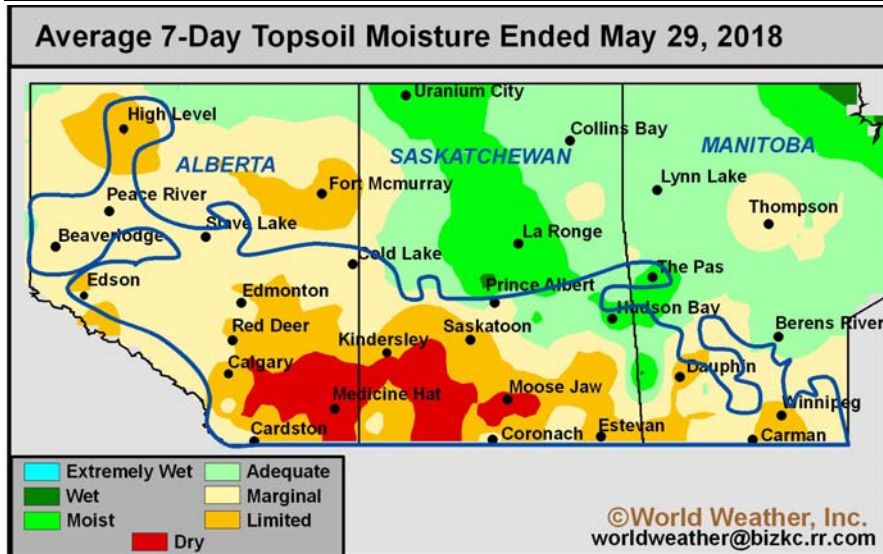 Average 7-Day Topsoil Moisture Ended May 29, 2018
Uranium City
High Level
Collins Bay
ALBERTA
SASKATCHEWAN
MANITOBA
Fort Mcmurray
Lynn Lake
Peace River
Thompson
Slave Lake
Beaverlodge
La Ronge
Cold Lake
The Pas
Edson
Prince Albert
Edmonton
Hudson Bay
Berens River
Red Deer
Kindersley
Saskatoon
Calgary
Dauphin
Medicine Hat
Moose Jaw
Winnipeg
Cardston
Coronach
Estevan
Carman
Extremely Wet
Adequate
Wet
Marginal
Moist
Limited
Dry
©World Weather, Inc.
worldweather@bizkc.rr.com